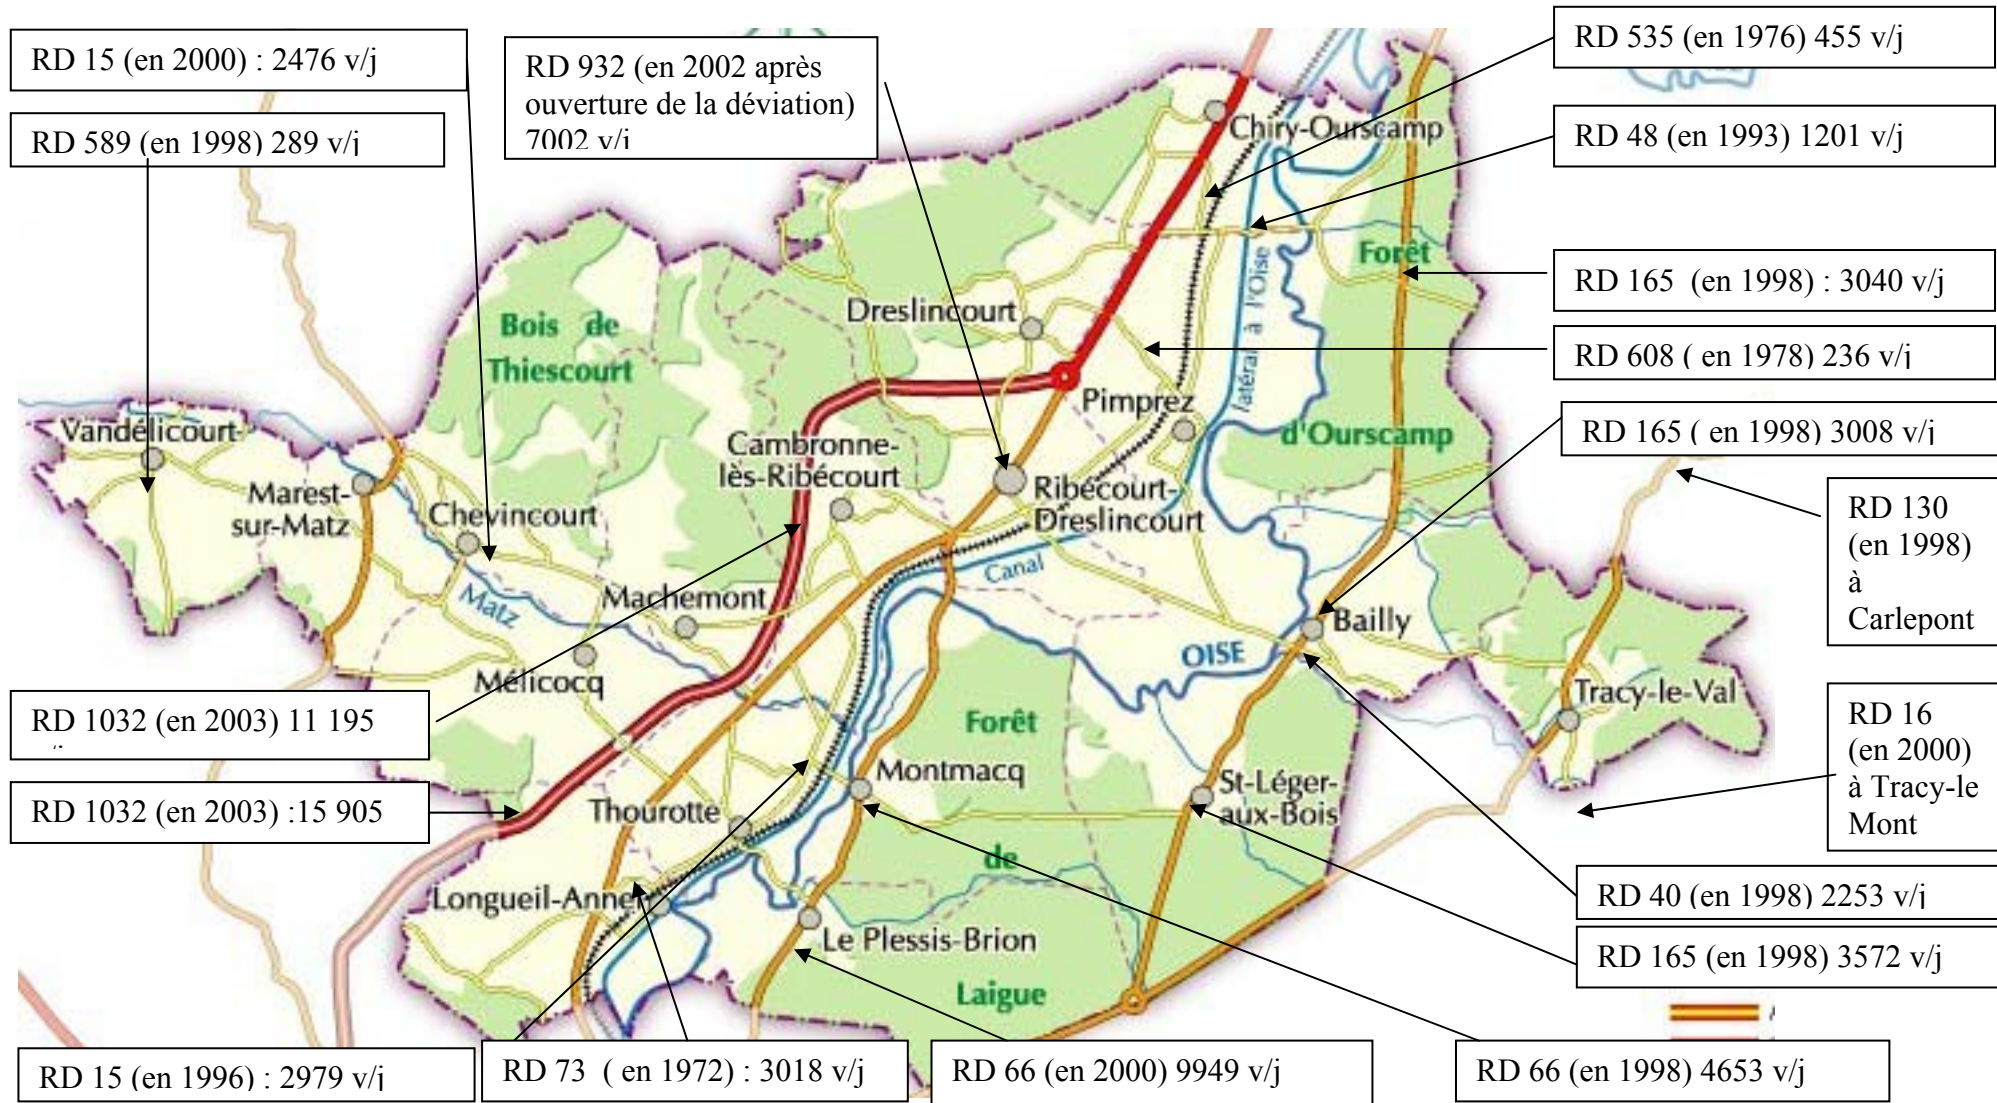 RD 15 (en 2000) : 2476 v/j
RD 589 (en 1998) 289 v/j
RD 932 (en 2002 après
ouverture de la déviation)
7002 v/j
RD 535 (en 1976) 455 v/j
RD 48 (en 1993) 1201 v/j
RD 165 (en 1998) : 3040 v/j
RD 608 ( en 1978) 236 v/j
RD 165 ( en 1998) 3008 v/j
RD 130
(en 1998)
à
Carlepont
RD 16
(en 2000)
à Tracy-le
Mont
RD 40 (en 1998) 2253 v/j
RD 165 (en 1998) 3572 v/j
RD 1032 (en 2003) 11 195
RD 1032 (en 2003) :15 905
RD 15 (en 1996) : 2979 v/j
RD 73 ( en 1972) : 3018 v/j
RD 66 (en 2000) 9949 v/j
RD 66 (en 1998) 4653 v/j
Chiry-Ourscamp
Forêt
d'Ourscamp
latéral à l'Oise
Dreslincourt
Bois de
Thiescourt
Pimprez
Vandélicourt
Cambronne-
lès-Ribécourt
Marest-
sur-Matz
Chevincourt
Ribécourt-
Dreslincourt
Canal
Matz
Machemont
Bailly
OISE
Mélicocq
Tracy-le-Val
Forêt
de
Laigue
Montmacq
St-Léger-
aux-Bois
Thourotte
Longueil-Annel
Le Plessis-Brion